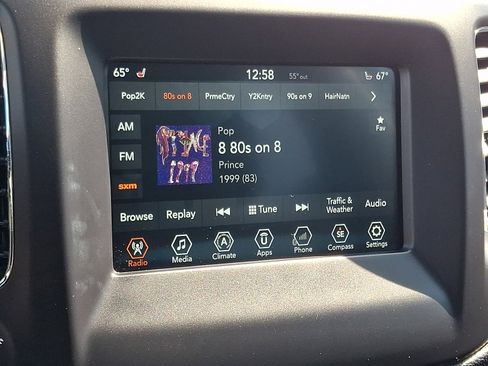 65° 12:58 55° out 67°
Pop2K 80s on 8 PrmeCtry Y2Kntry 90s on 9 HairNatn
AM
FM
sxm
Pop
8 80s on 8
Prince
1999 (83)
Fav
Browse Replay Tune Traffic & Weather Audio
Radio Media Climate Apps Phone Compass Settings
A U SE